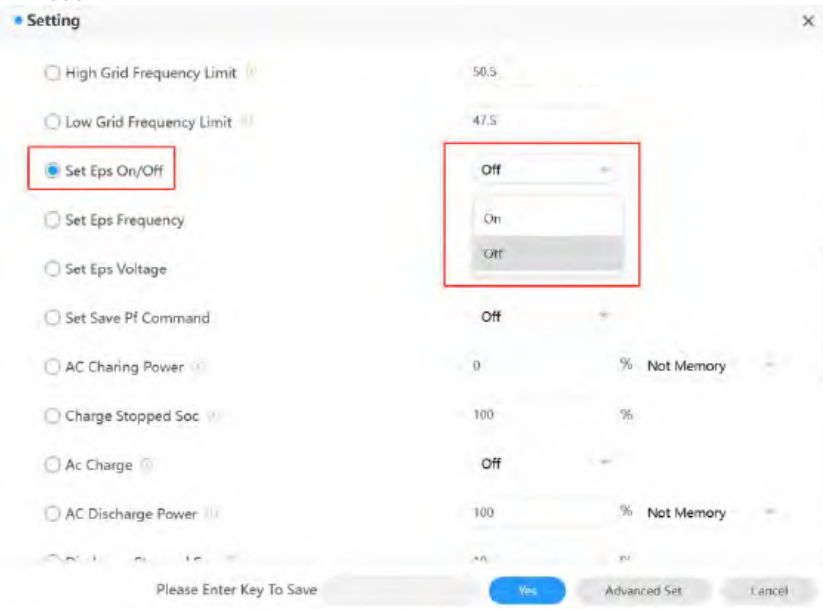 Setting
High Grid Frequency Limit 50.5
Low Grid Frequency Limit 47.5
Set Eps On/Off Off
Set Eps Frequency On
Off
Set Eps Voltage
Set Save Pf Command Off
AC Charing Power 0 % Not Memory
Charge Stopped Soc 100 %
Ac Charge Off
AC Discharge Power 100 % Not Memory
Please Enter Key To Save Yes Advanced Set Cancel